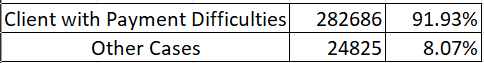 Client with Payment Difficulties 282686 91.93%
Other Cases 24825 8.07%